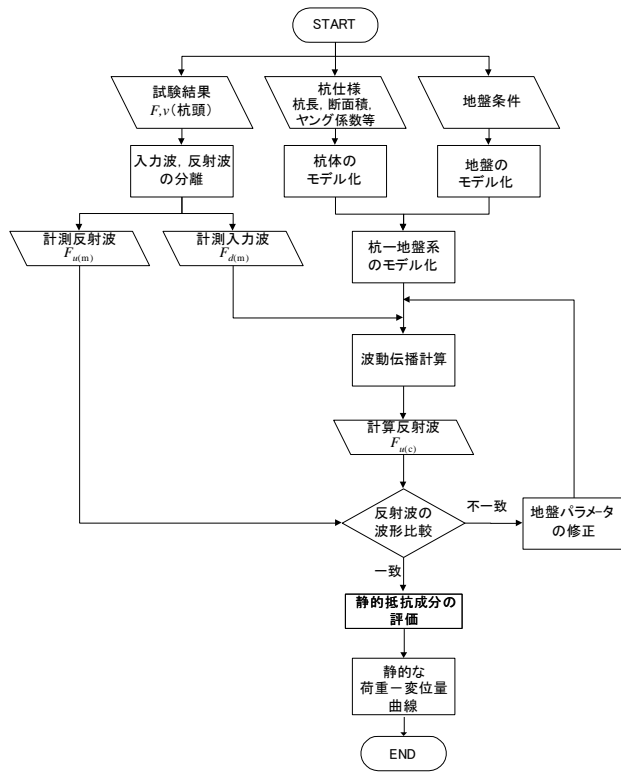 START
試験結果
F,v(杭頭)
杭仕様
杭長,断面積,
ヤング係数等
地盤条件
入力波,反射波
の分離
杭体の
モデル化
地盤の
モデル化
計測反射波
Fu(m)
計測入力波
Fd(m)
杭ー地盤系
のモデル化
波動伝播計算
計算反射波
Fu(c)
反射波の
波形比較
不一致
地盤パラメータ
の修正
一致
静的抵抗成分の
評価
静的な
荷重-変位量
曲線
END